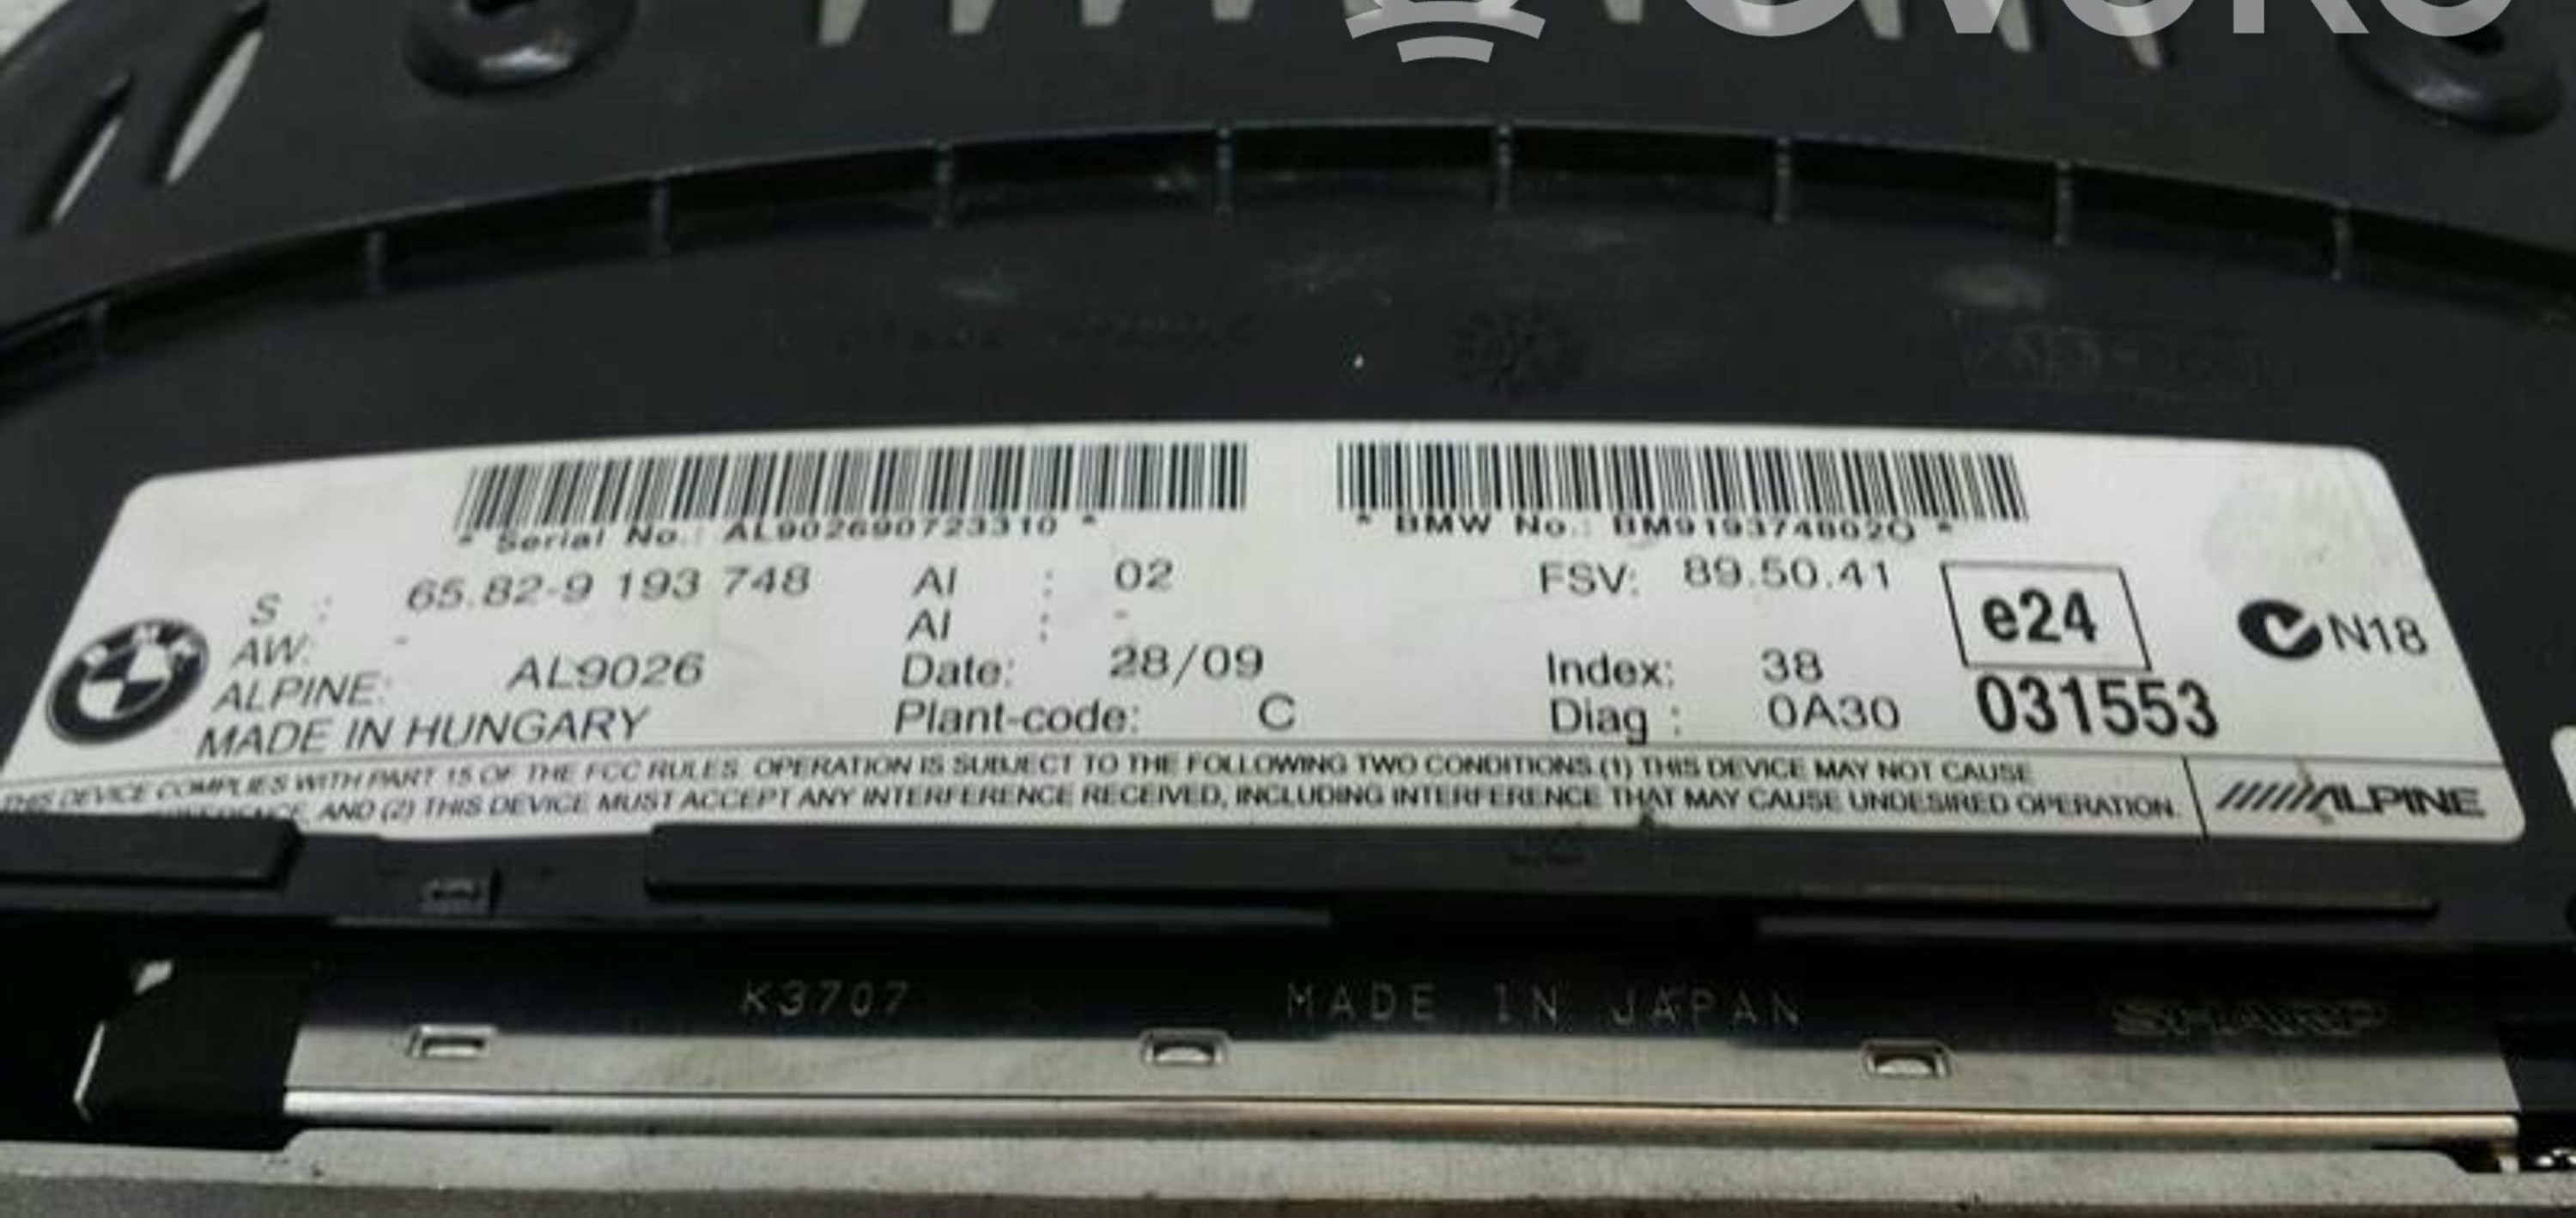 * Serial No.: AL902690723310 *
* BMW No.: BM919374802Q *
S : 65.82-9 193 748 AI : 02 FSV: 89.50.41 e24
AW: - AI : - N18
ALPINE: AL9026 Date: 28/09 Index: 38
MADE IN HUNGARY Plant-code: C Diag : 0A30 031553
THIS DEVICE COMPLIES WITH PART 15 OF THE FCC RULES. OPERATION IS SUBJECT TO THE FOLLOWING TWO CONDITIONS.(1) THIS DEVICE MAY NOT CAUSE
AND (2) THIS DEVICE MUST ACCEPT ANY INTERFERENCE RECEIVED, INCLUDING INTERFERENCE THAT MAY CAUSE UNDESIRED OPERATION.
ALPINE
K3707 MADE IN JAPAN SHARP